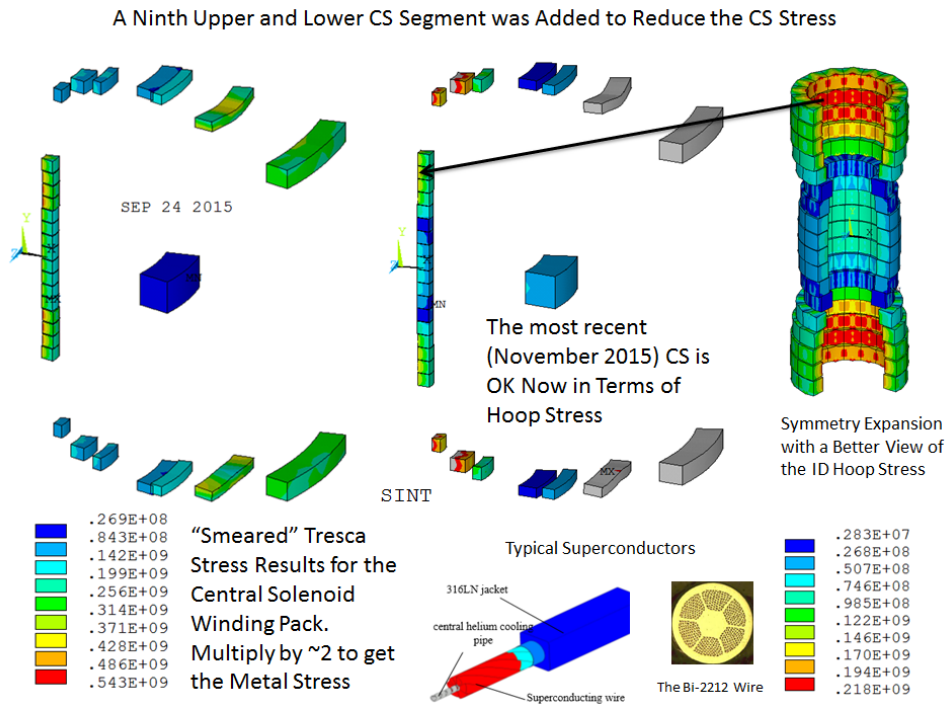 A Ninth Upper and Lower CS Segment was Added to Reduce the CS Stress
SEP 24 2015
Y
Z
X
MX
MN
Y
Z
X
MN
The most recent
(November 2015) CS is
OK Now in Terms of
Hoop Stress
Y
X
Symmetry Expansion
with a Better View of
the ID Hoop Stress
MX
SINT
.269E+08
.843E+08
.142E+09
.199E+09
.256E+09
.314E+09
.371E+09
.428E+09
.486E+09
.543E+09
“Smeared” Tresca
Stress Results for the
Central Solenoid
Winding Pack.
Multiply by ~2 to get
the Metal Stress
Typical Superconductors
316LN jacket
central helium cooling
pipe
Superconducting wire
The Bi-2212 Wire
.283E+07
.268E+08
.507E+08
.746E+08
.985E+08
.122E+09
.146E+09
.170E+09
.194E+09
.218E+09